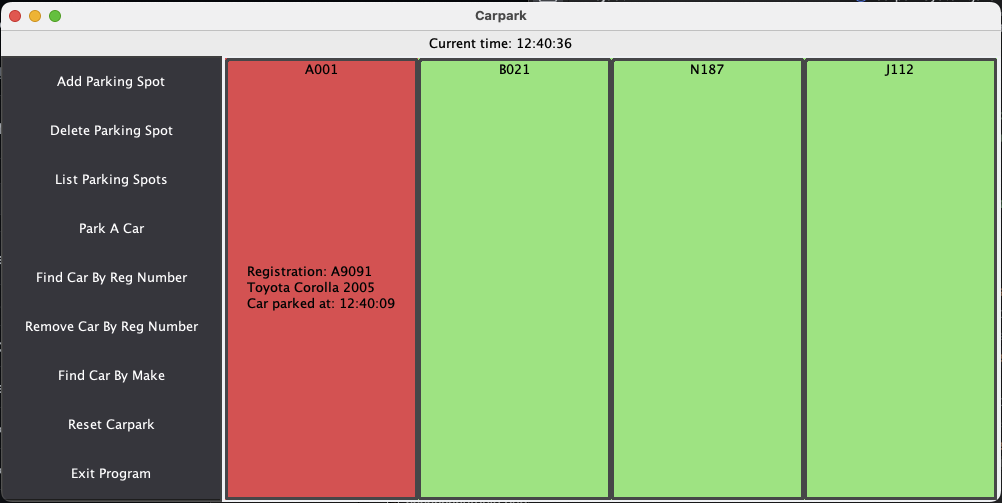 Carpark
Current time: 12:40:36
Add Parking Spot
Delete Parking Spot
List Parking Spots
Park A Car
Find Car By Reg Number
Remove Car By Reg Number
Find Car By Make
Reset Carpark
Exit Program
A001
Registration: A9091
Toyota Corolla 2005
Car parked at: 12:40:09
B021
N187
J112